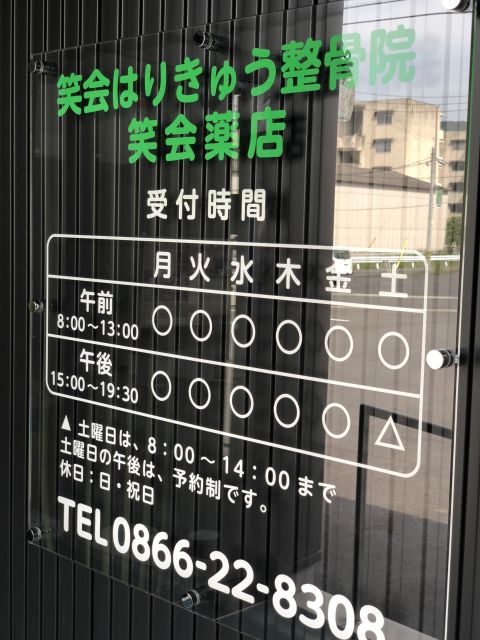 笑会はりきゅう整骨院
笑会薬店
受付時間
月 火 水 木 金 土
午前 8:00〜13:00 ○ ○ ○ ○ ○ ○
午後 15:00〜19:30 ○ ○ ○ ○ ○ △
▲ 土曜日は、8:00〜14:00まで
土曜日の午後は、予約制です。
休日:日・祝日
TEL0866-22-8308